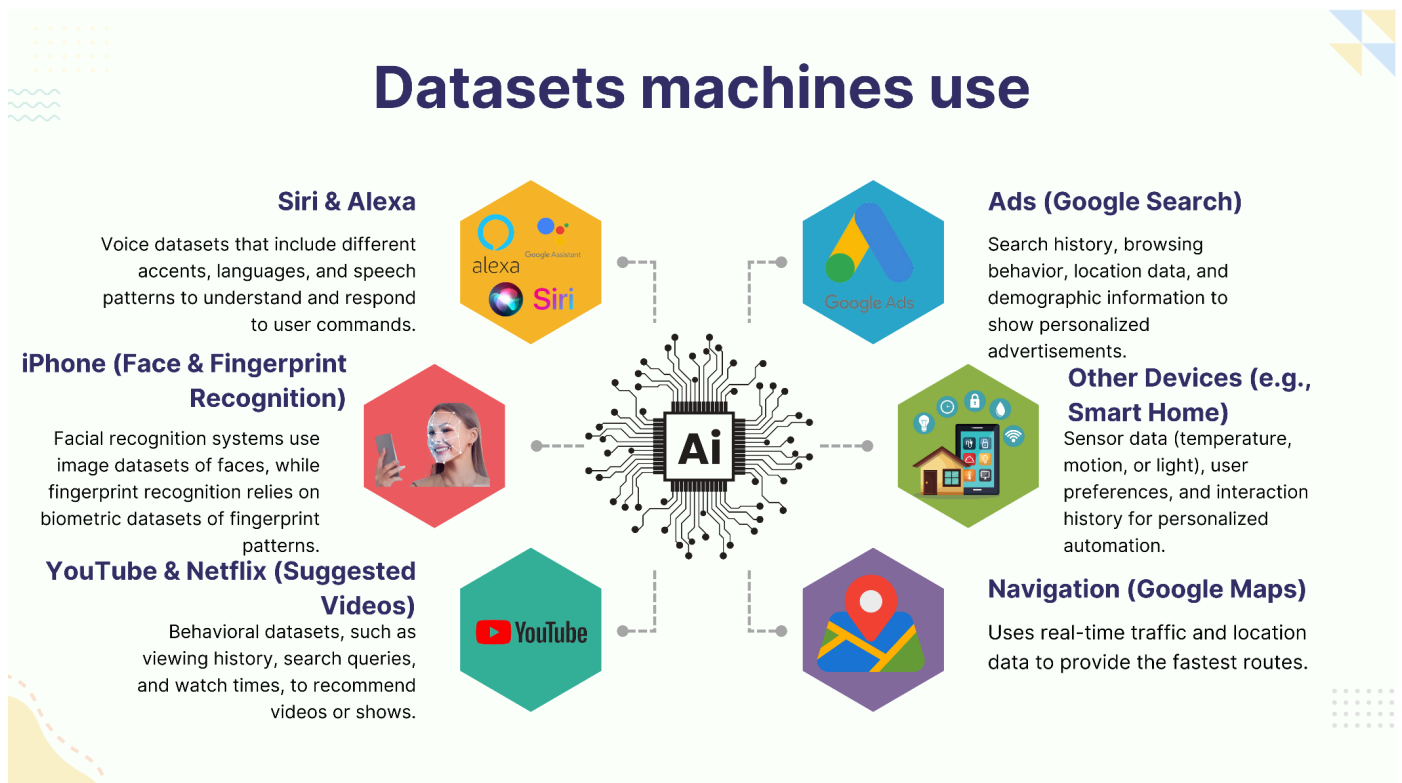 Datasets machines use
Siri & Alexa
Voice datasets that include different
accents, languages, and speech
patterns to understand and respond
to user commands.
alexa
Google Assistant
Siri
iPhone (Face & Fingerprint
Recognition)
Facial recognition systems use
image datasets of faces, while
fingerprint recognition relies on
biometric datasets of fingerprint
patterns.
YouTube & Netflix (Suggested
Videos)
Behavioral datasets, such as
viewing history, search queries,
and watch times, to recommend
videos or shows.
YouTube
Ai
Google Ads
Ads (Google Search)
Search history, browsing
behavior, location data, and
demographic information to
show personalized
advertisements.
Other Devices (e.g.,
Smart Home)
Sensor data (temperature,
motion, or light), user
preferences, and interaction
history for personalized
automation.
Navigation (Google Maps)
Uses real-time traffic and location
data to provide the fastest routes.